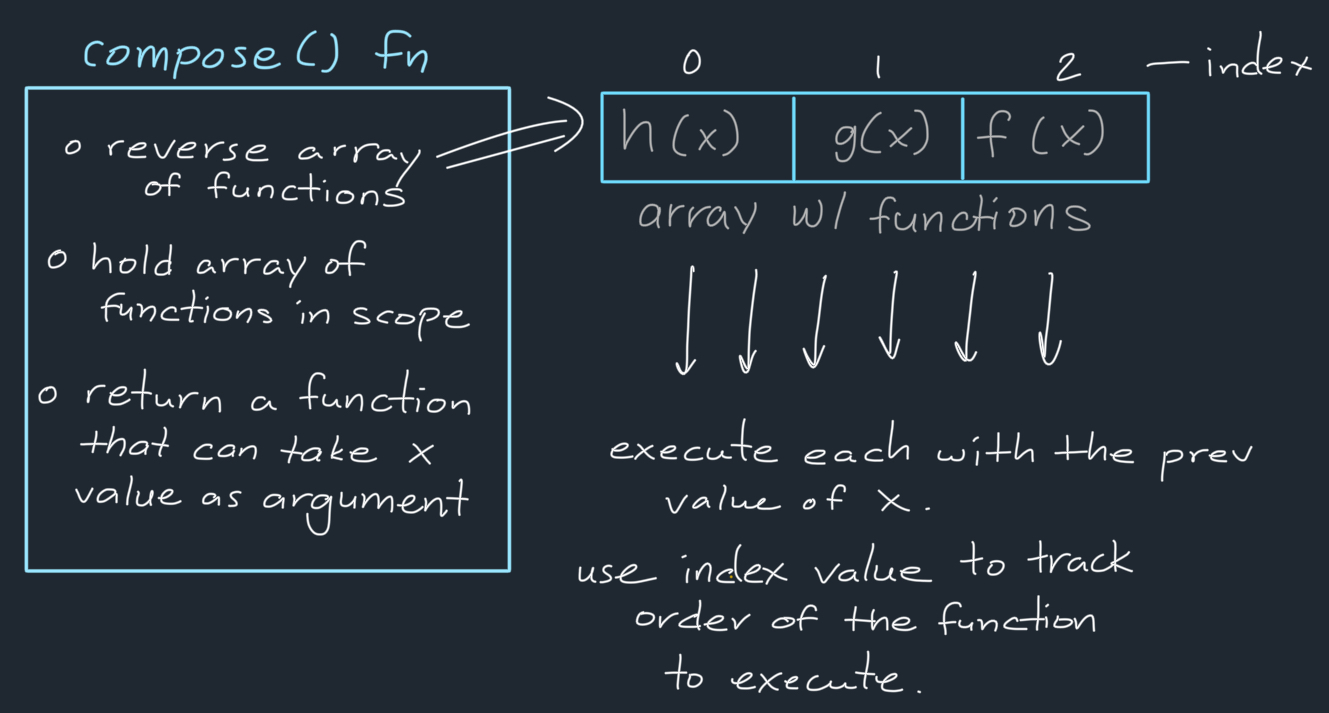 compose() fn
o reverse array
of functions
o hold array of
functions in scope
o return a function
that can take x
value as argument
0 1 2 — index
h(x) g(x) f(x)
array w/ functions
execute each with the prev
value of x.
use index value to track
order of the function
to execute.